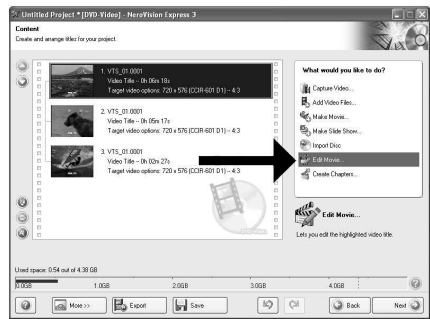 Untitled Project *[DVD-Video] - NeroVision Express 3
Content
Create and arrange titles for your project.
1. VTS_01.0001
Video Title -- 0h 06m 18s
Target video options: 720 x 576 (CCIR-601 D1) -- 4:3
2. VTS_01.0001
Video Title -- 0h 05m 17s
Target video options: 720 x 576 (CCIR-601 D1) -- 4:3
3. VTS_01.0001
Video Title -- 0h 02m 27s
Target video options: 720 x 576 (CCIR-601 D1) -- 4:3
What would you like to do?
Capture Video...
Add Video Files...
Make Movie...
Make Slide Show...
Import Disc
Edit Movie...
Create Chapters...
Edit Movie...
Lets you edit the highlighted video title.
Used space: 0.54 out of 4.38 GB
0.0GB 1.0GB 2.0GB 3.0GB 4.0GB
More >> Export Save Back Next